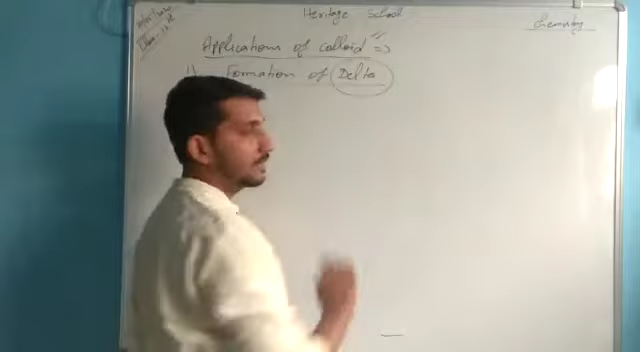 Heritage School
Chemistry
Applications of colloid" =>
1) Formation of Delta